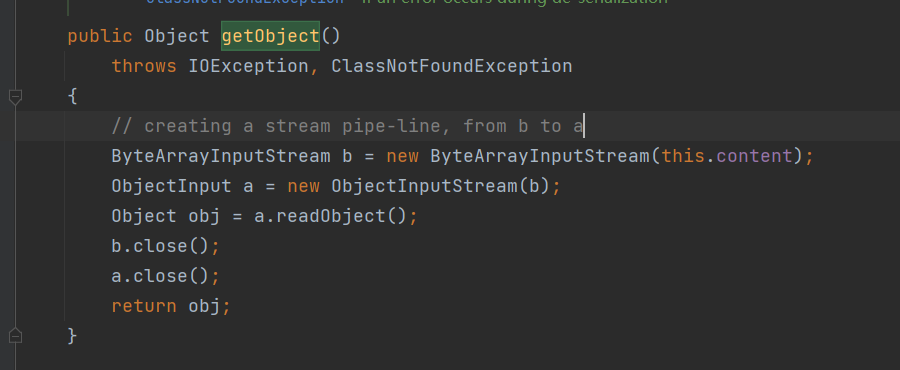 ClassNotFoundException if an error occurs during de-serialization
public Object getObject()
throws IOException, ClassNotFoundException
{
// creating a stream pipe-line, from b to a
ByteArrayInputStream b = new ByteArrayInputStream(this.content);
ObjectInput a = new ObjectInputStream(b);
Object obj = a.readObject();
b.close();
a.close();
return obj;
}